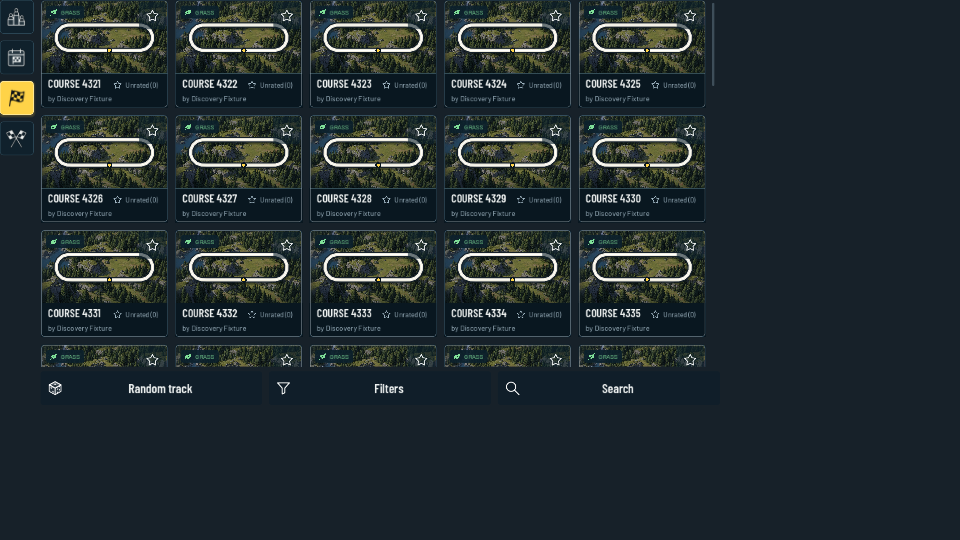 GRASS GRASS GRASS GRASS GRASS
COURSE 4321 Unrated (0) COURSE 4322 Unrated (0) COURSE 4323 Unrated (0) COURSE 4324 Unrated (0) COURSE 4325 Unrated (0)
by Discovery Fixture by Discovery Fixture by Discovery Fixture by Discovery Fixture by Discovery Fixture
GRASS GRASS GRASS GRASS GRASS
COURSE 4326 Unrated (0) COURSE 4327 Unrated (0) COURSE 4328 Unrated (0) COURSE 4329 Unrated (0) COURSE 4330 Unrated (0)
by Discovery Fixture by Discovery Fixture by Discovery Fixture by Discovery Fixture by Discovery Fixture
GRASS GRASS GRASS GRASS GRASS
COURSE 4331 Unrated (0) COURSE 4332 Unrated (0) COURSE 4333 Unrated (0) COURSE 4334 Unrated (0) COURSE 4335 Unrated (0)
by Discovery Fixture by Discovery Fixture by Discovery Fixture by Discovery Fixture by Discovery Fixture
GRASS GRASS GRASS GRASS GRASS
Random track Filters Search